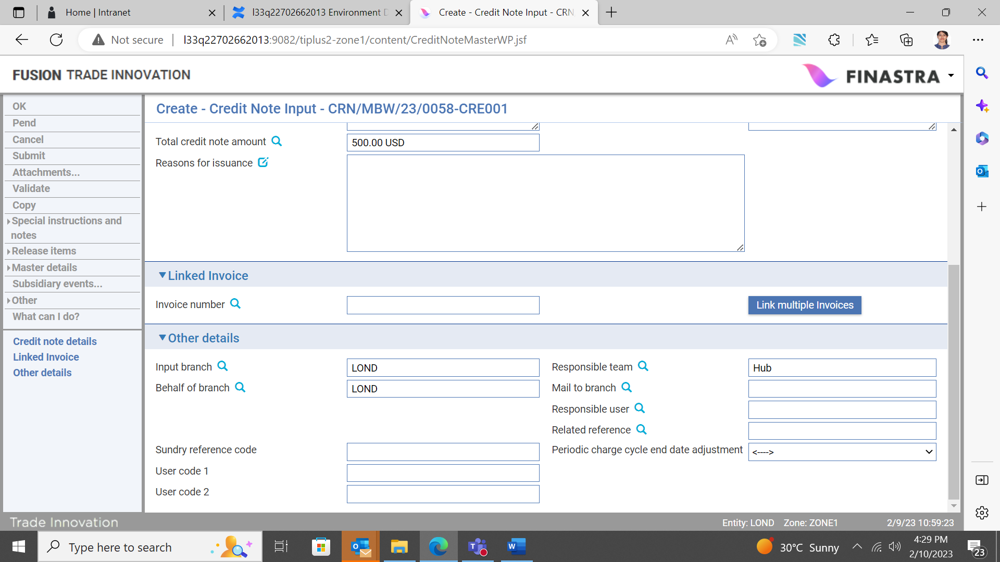 Home | Intranet
l33q22702662013 Environment D
Create - Credit Note Input - CRN
Not secure
l33q22702662013:9082/tiplus2-zone1/content/CreditNoteMasterWP.jsf
FUSION TRADE INNOVATION
FINASTRA
OK
Pend
Cancel
Submit
Attachments...
Validate
Copy
Special instructions and
notes
Release items
Master details
Subsidiary events...
Other
What can I do?
Credit note details
Linked Invoice
Other details
Create - Credit Note Input - CRN/MBW/23/0058-CRE001
Total credit note amount
500.00 USD
Reasons for issuance
Linked Invoice
Invoice number
Link multiple Invoices
Other details
Input branch
LOND
Responsible team
Hub
Behalf of branch
LOND
Mail to branch
Responsible user
Related reference
Sundry reference code
Periodic charge cycle end date adjustment
<---->
User code 1
User code 2
Trade Innovation
Entity: LOND Zone: ZONE1
2/9/23 10:59:23
Type here to search
30°C Sunny
4:29 PM
2/10/2023
23